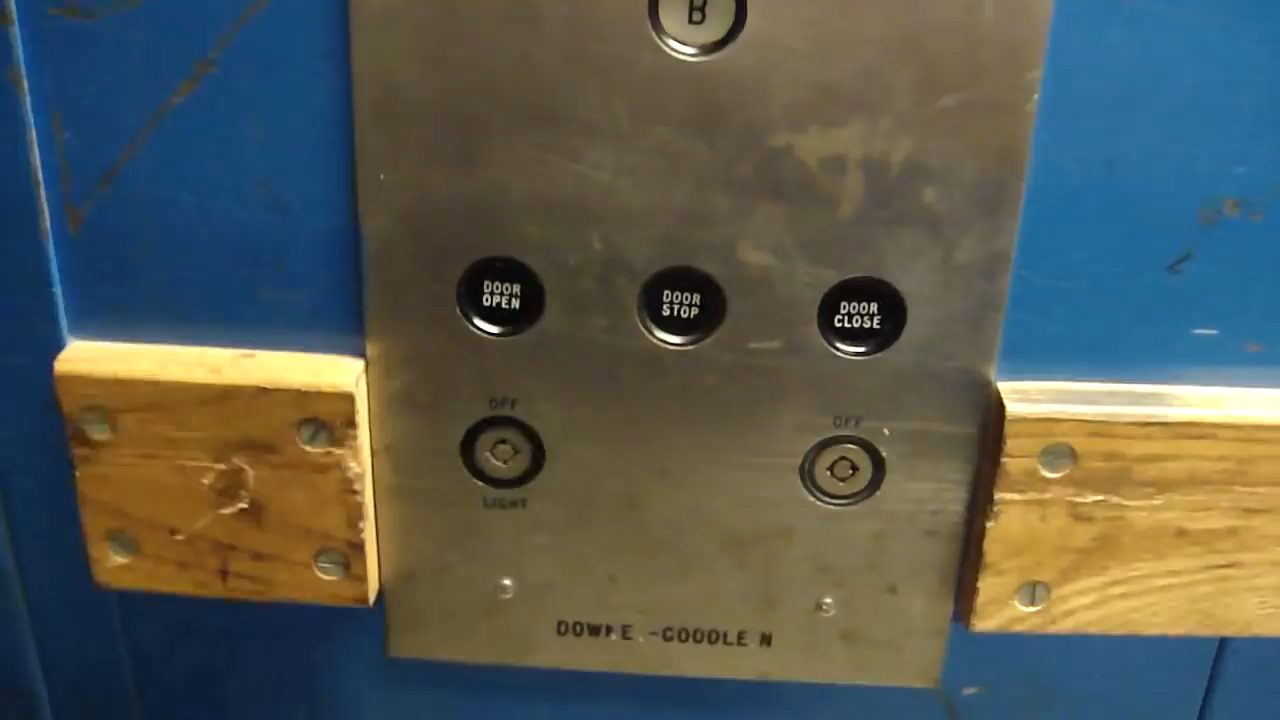 B
DOOR
OPEN
DOOR
STOP
DOOR
CLOSE
OFF
OFF
LIGHT